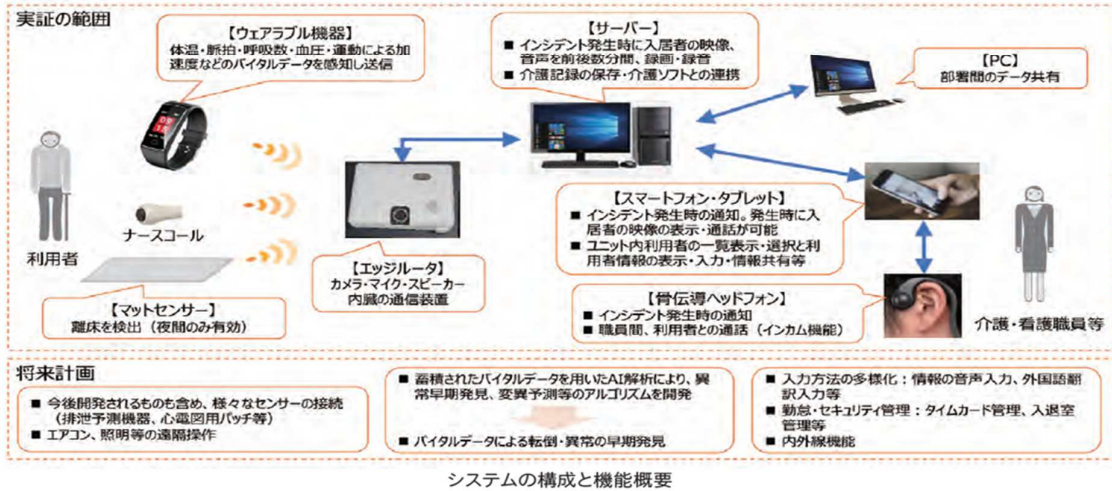 実証の範囲
【ウェアラブル機器】
体温・脈拍・呼吸数・血圧・運動による加
速度などのバイタルデータを感知し送信
【サーバー】
■ インシデント発生時に入居者の映像、
音声を前後数分間、録画・録音
■ 介護記録の保存・介護ソフトとの連携
【PC】
部署間のデータ共有
利用者
ナースコール
【マットセンサー】
離床を検出（夜間のみ有効）
【エッジルータ】
カメラ・マイク・スピーカー
内臓の通信装置
【スマートフォン・タブレット】
■ インシデント発生時の通知。発生時に入
居者の映像の表示・通話が可能
■ ユニット内利用者の一覧表示・選択と利
用者情報の表示・入力・情報共有等
【骨伝導ヘッドフォン】
■ インシデント発生時の通知
■ 職員間、利用者との通話（インカム機能）
介護・看護職員等
将来計画
■ 今後開発されるものも含め、様々なセンサーの接続
（排泄予測機器、心電図用パッチ等）
■ エアコン、照明等の遠隔操作
■ 蓄積されたバイタルデータを用いたAI解析により、異
常早期発見、変異予測等のアルゴリズムを開発
■ バイタルデータによる転倒・異常の早期発見
■ 入力方法の多様化：情報の音声入力、外国語翻
訳入力等
■ 勤怠・セキュリティ管理：タイムカード管理、入退室
管理等
■ 内外線機能
システムの構成と機能概要